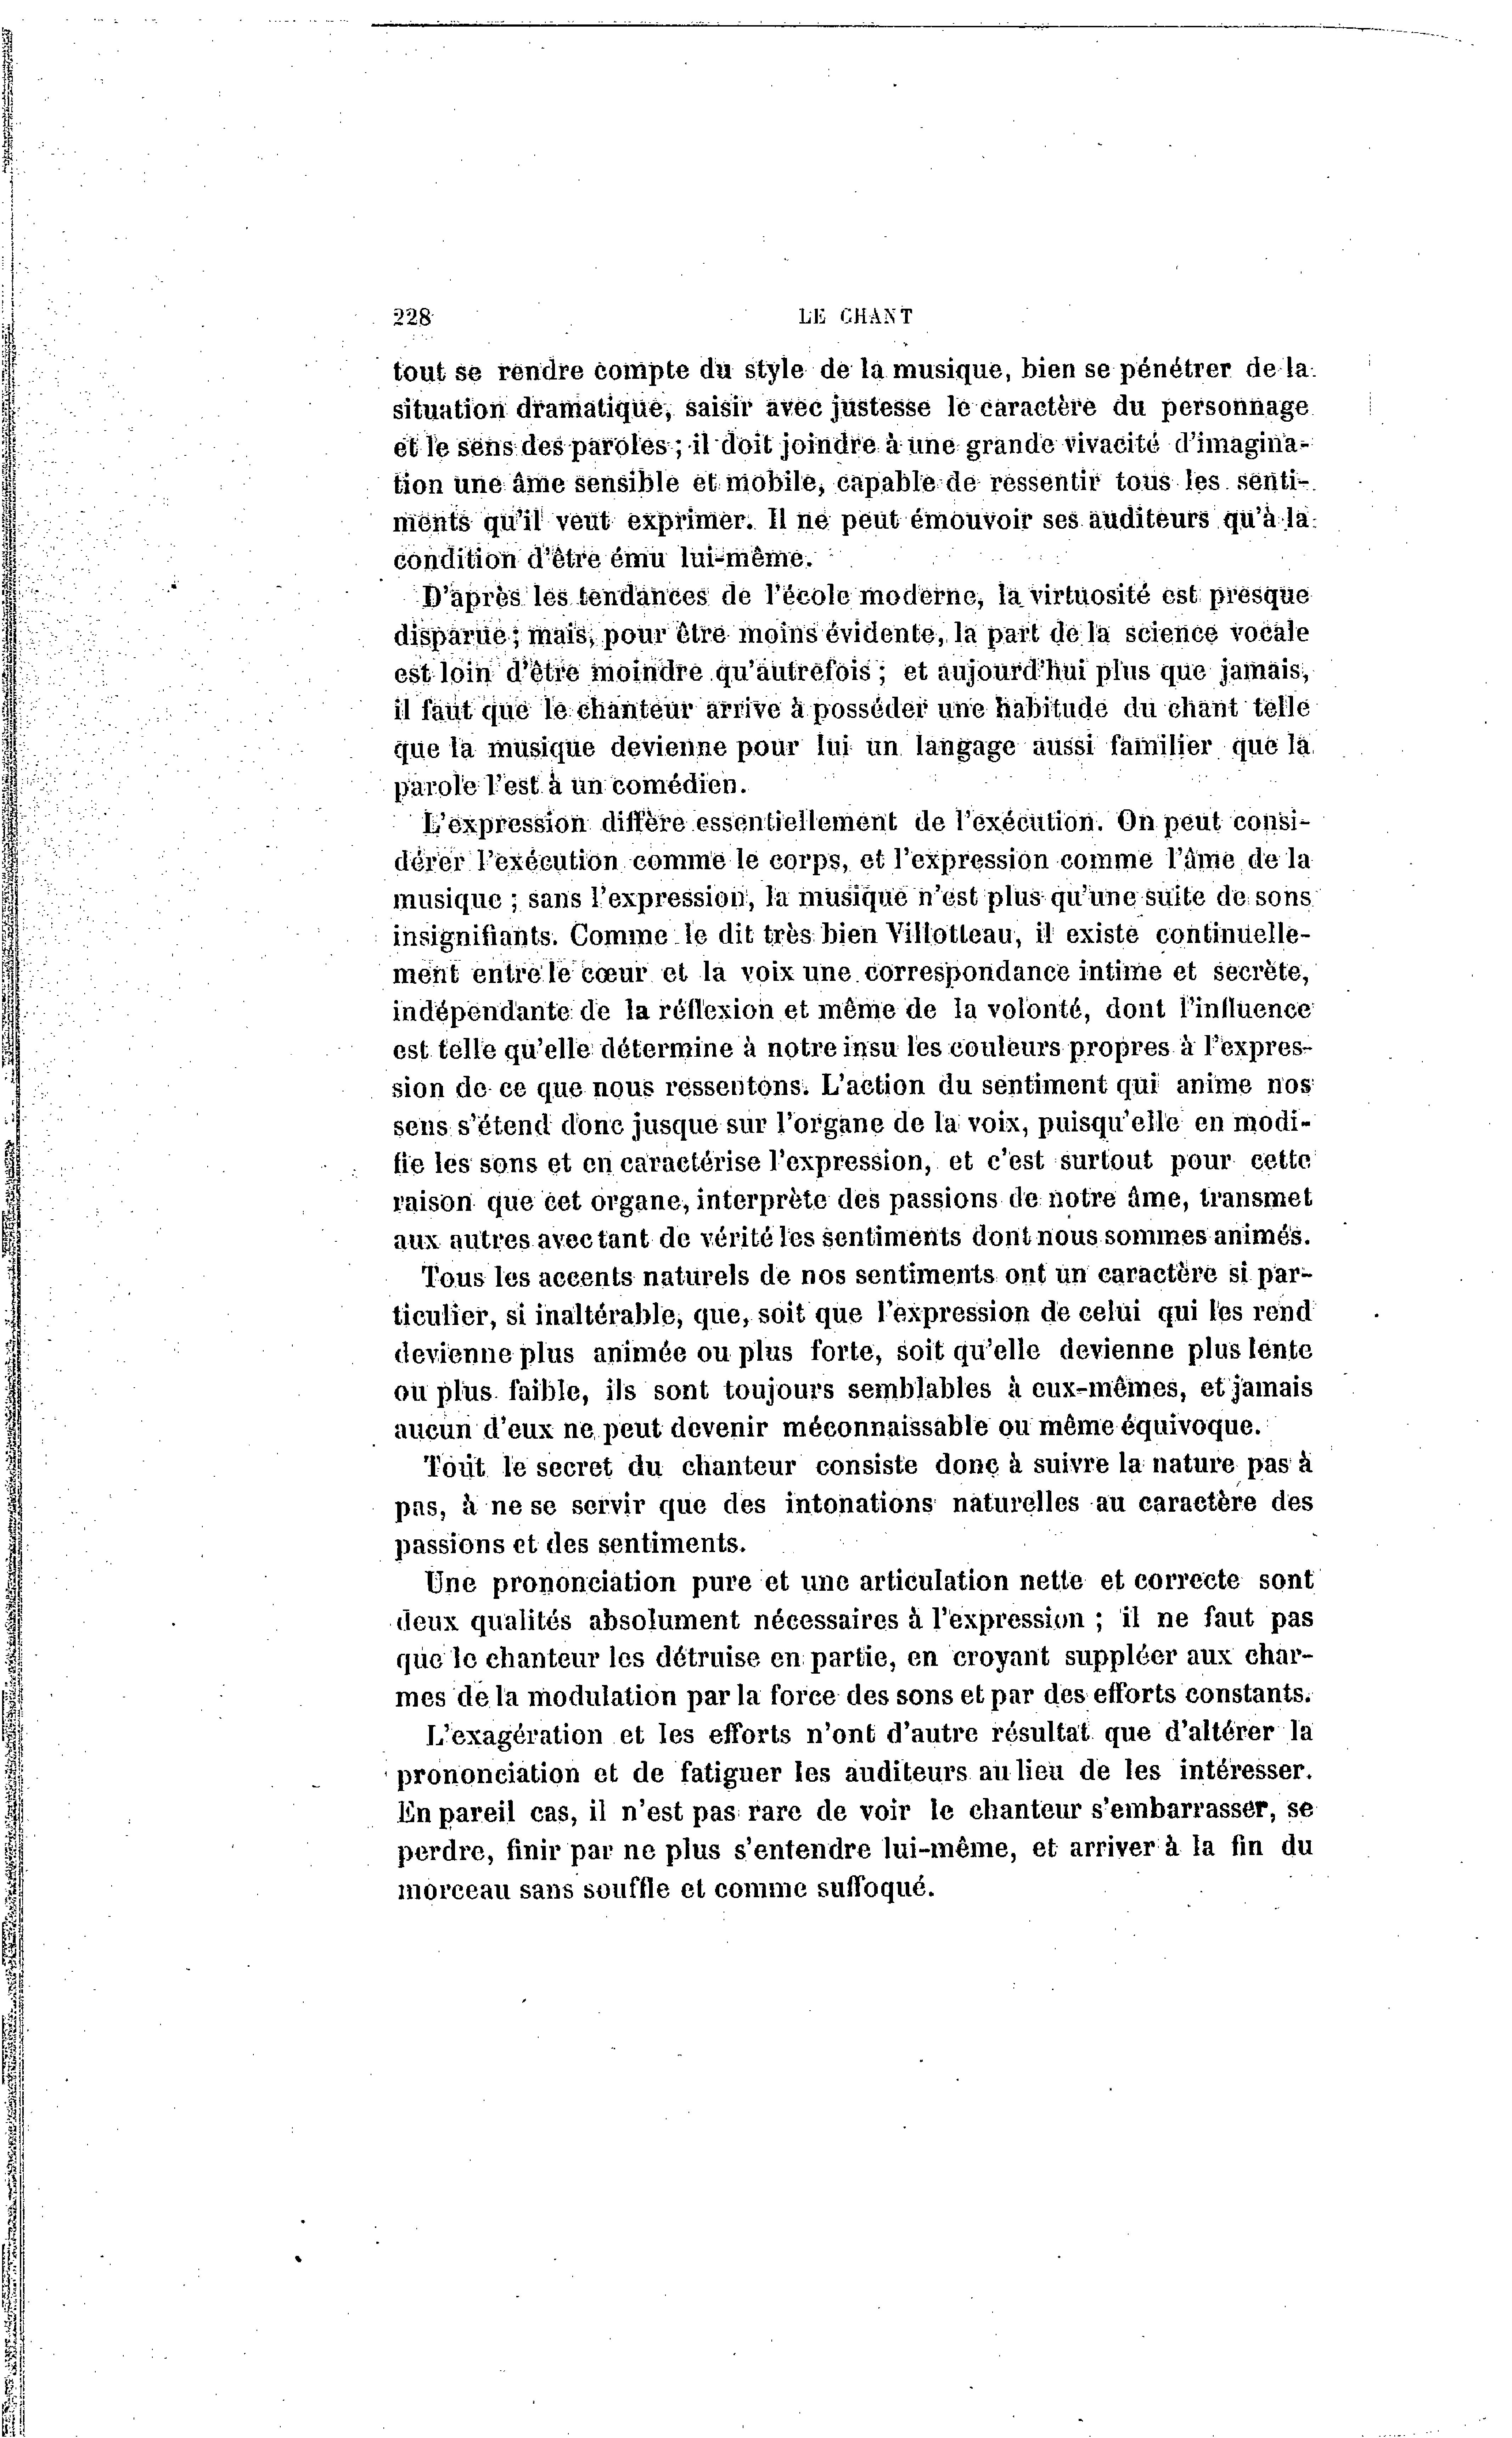 228
LE CHANT
tout se rendre compte du style de la musique, bien se pénétrer de la
situation dramatique, saisir avec justesse le caractère du personnage
et le sens des paroles ; il doit joindre à une grande vivacité d'imagina-
tion une âme sensible et mobile, capable de ressentir tous les senti-
ments qu'il veut exprimer. Il ne peut émouvoir ses auditeurs qu'à la
condition d'être ému lui-même.
D'après les tendances de l'école moderne, la virtuosité est presque
disparue ; mais, pour être moins évidente, la part de la science vocale
est loin d'être moindre qu'autrefois ; et aujourd'hui plus que jamais,
il faut que le chanteur arrive à posséder une habitude du chant telle
que la musique devienne pour lui un langage aussi familier que la
parole l'est à un comédien.
L'expression diffère essentiellement de l'exécution. On peut consi-
dérer l'exécution comme le corps, et l'expression comme l'âme de la
musique ; sans l'expression, la musique n'est plus qu'une suite de sons
insignifiants. Comme le dit très bien Villotteau, il existe continuelle-
ment entre le cœur et la voix une correspondance intime et secrète,
indépendante de la réflexion et même de la volonté, dont l'influence
est telle qu'elle détermine à notre insu les couleurs propres à l'expres-
sion de ce que nous ressentons. L'action du sentiment qui anime nos
sens s'étend donc jusque sur l'organe de la voix, puisqu'elle en modi-
fie les sons et en caractérise l'expression, et c'est surtout pour cette
raison que cet organe, interprète des passions de notre âme, transmet
aux autres avec tant de vérité les sentiments dont nous sommes animés.
Tous les accents naturels de nos sentiments ont un caractère si par-
ticulier, si inaltérable, que, soit que l'expression de celui qui les rend
devienne plus animée ou plus forte, soit qu'elle devienne plus lente
ou plus faible, ils sont toujours semblables à eux-mêmes, et jamais
aucun d'eux ne peut devenir méconnaissable ou même équivoque.
Tout le secret du chanteur consiste donc à suivre la nature pas à
pas, à ne se servir que des intonations naturelles au caractère des
passions et des sentiments.
Une prononciation pure et une articulation nette et correcte sont
deux qualités absolument nécessaires à l'expression ; il ne faut pas
que le chanteur les détruise en partie, en croyant suppléer aux char-
mes de la modulation par la force des sons et par des efforts constants.
L'exagération et les efforts n'ont d'autre résultat que d'altérer la
prononciation et de fatiguer les auditeurs au lieu de les intéresser.
En pareil cas, il n'est pas rare de voir le chanteur s'embarrasser, se
perdre, finir par ne plus s'entendre lui-même, et arriver à la fin du
morceau sans souffle et comme suffoqué.